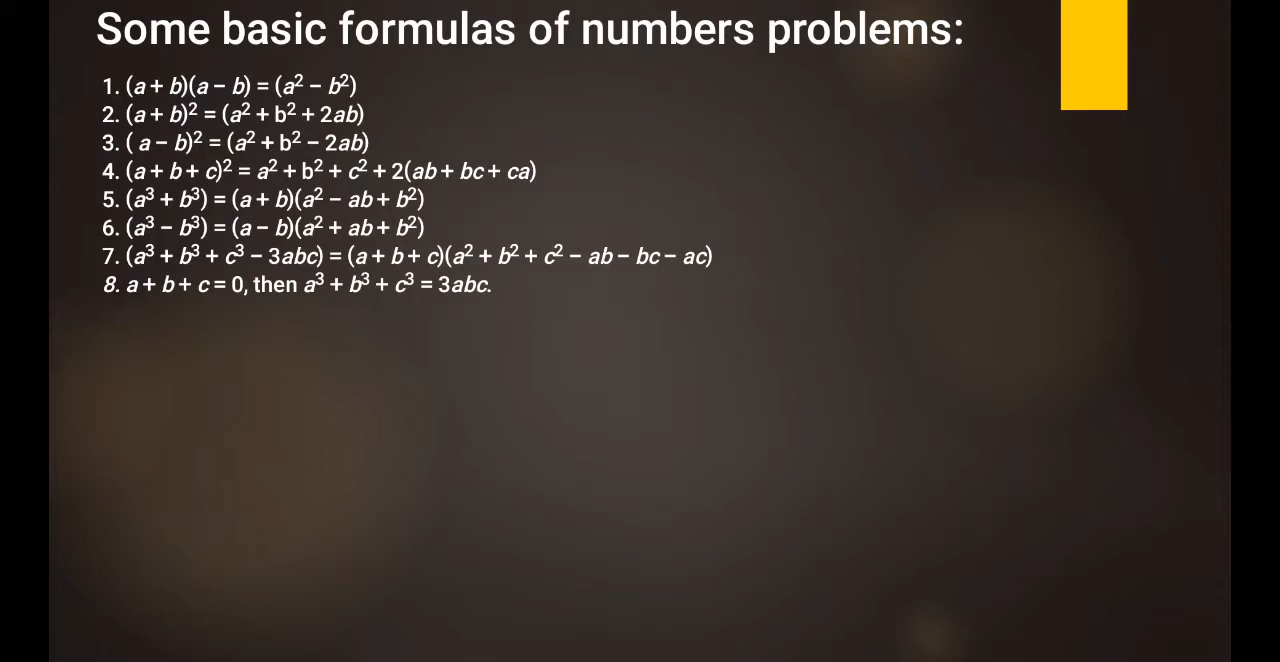 Some basic formulas of numbers problems:
1. (a + b)(a − b) = (a² − b²)
2. (a + b)² = (a² + b² + 2ab)
3. ( a − b)² = (a² + b² − 2ab)
4. (a + b + c)² = a² + b² + c² + 2(ab + bc + ca)
5. (a³ + b³) = (a + b)(a² − ab + b²)
6. (a³ − b³) = (a − b)(a² + ab + b²)
7. (a³ + b³ + c³ − 3abc) = (a + b + c)(a² + b² + c² − ab − bc − ac)
8. a + b + c = 0, then a³ + b³ + c³ = 3abc.